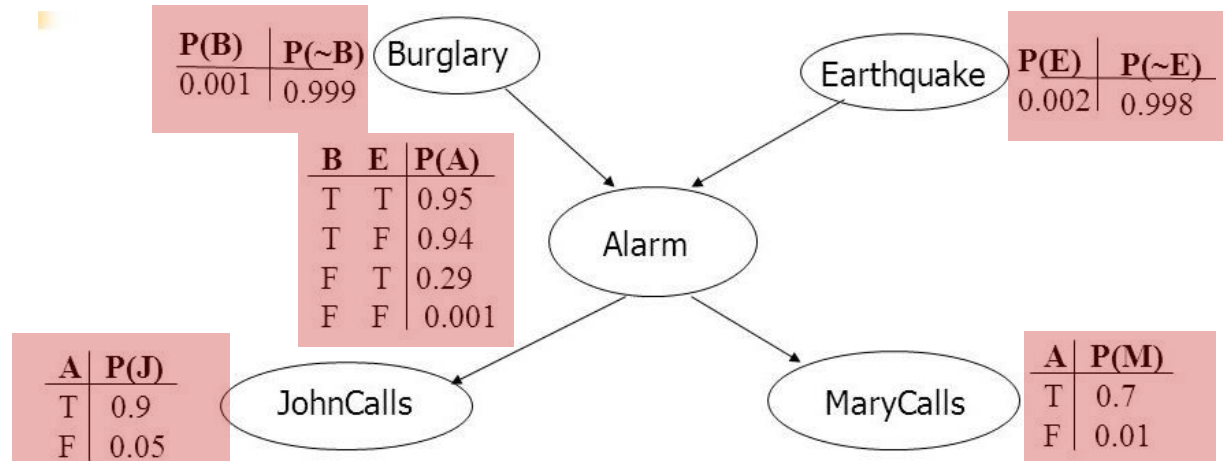 P(B) P(~B)
0.001 0.999
Burglary
Earthquake
P(E) P(~E)
0.002 0.998
B E P(A)
T T 0.95
T F 0.94
F T 0.29
F F 0.001
Alarm
A P(J)
T 0.9
F 0.05
JohnCalls
MaryCalls
A P(M)
T 0.7
F 0.01